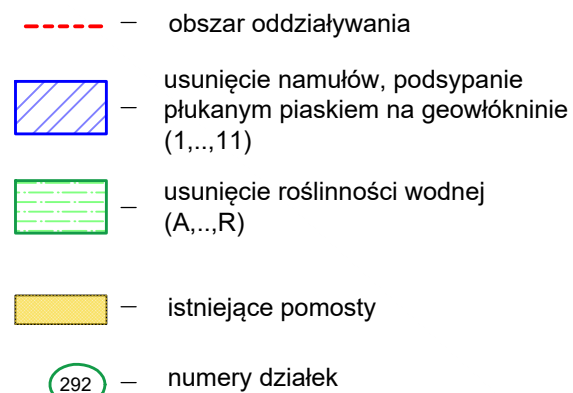 – obszar oddziaływania
– usunięcie namułów, podsypanie
płukanym piaskiem na geowłókninie
(1,..,11)
– usunięcie roślinności wodnej
(A,..,R)
– istniejące pomosty
292 – numery działek